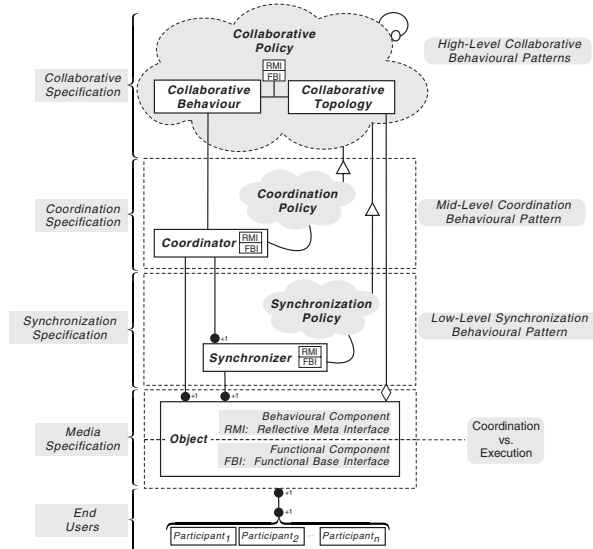 Collaborative
Policy
High-Level Collaborative
Behavioural Patterns
RMI
FBI
Collaborative
Specification
Collaborative
Behaviour
Collaborative
Topology
Coordination
Policy
Coordination
Specification
Mid-Level Coordination
Behavioural Pattern
Coordinator
RMI
FBI
Synchronization
Policy
Synchronization
Specification
Low-Level Synchronization
Behavioural Pattern
+1
Synchronizer
RMI
FBI
+1
+1
Behavioural Component
RMI: Reflective Meta Interface
Media
Specification
Object
Functional Component
FBI: Functional Base Interface
Coordination
vs.
Execution
+1
+1
End
Users
Participant1 Participant2 ... Participantn